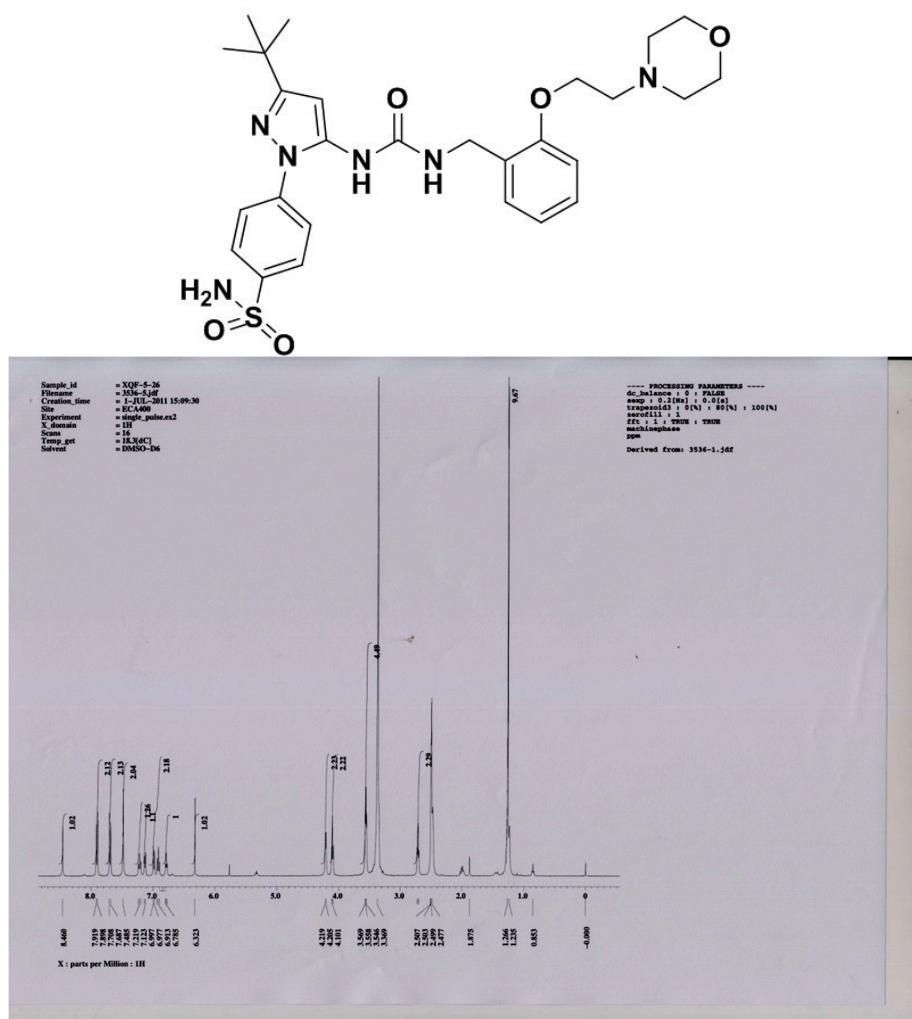 O
N
O
O
N
N
N
H
N
H
H2N
S
O
O
Sample_id = XQF-5-26
Filename = 3536-5.jdf
Creation_time = 1-JUL-2011 15:09:30
Site = ECA400
Experiment = single_pulse.ex2
X_domain = 1H
Scans = 16
Temp_get = 18.3[dC]
Solvent = DMSO-D6
---- PROCESSING PARAMETERS ----
dc_balance : 0 : FALSE
sexp : 0.2[Hz] : 0.0[s]
trapezoid3 : 0[%] : 80[%] : 100[%]
zerofill : 1
fft : 1 : TRUE : TRUE
machinephase
ppm
Derived from: 3536-1.jdf
1.02
2.12
2.13
2.04
1.26
2.18
1
1.02
2.23
2.22
4.49
2.29
9.67
8.0 7.0 6.0 5.0 4.0 3.0 2.0 1.0 0
8.460
7.919
7.898
7.708
7.687
7.485
7.219
7.123
6.997
6.977
6.913
6.785
6.323
4.219
4.205
4.101
3.569
3.558
3.546
3.369
2.507
2.503
2.499
2.477
1.875
1.266
1.235
0.853
-0.000
X : parts per Million : 1H